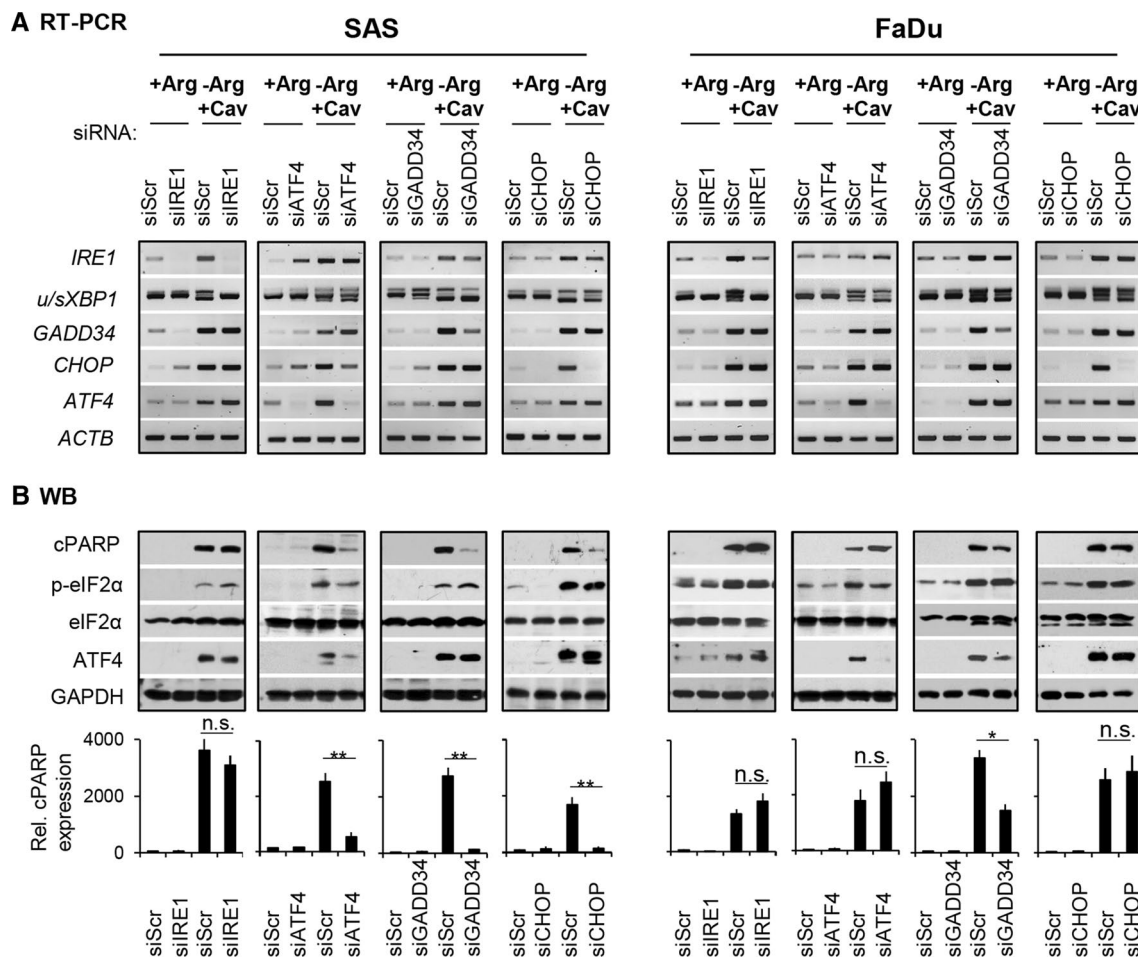 A RT-PCR
SAS
FaDu
+Arg -Arg +Cav +Arg -Arg +Cav +Arg -Arg +Cav +Arg -Arg +Cav +Arg -Arg +Cav +Arg -Arg +Cav +Arg -Arg +Cav +Arg -Arg +Cav
siRNA:
siScr siIRE1 siScr siIRE1 siScr siATF4 siScr siATF4 siScr siGADD34 siScr siGADD34 siScr siCHOP siScr siCHOP siScr siIRE1 siScr siIRE1 siScr siATF4 siScr siATF4 siScr siGADD34 siScr siGADD34 siScr siCHOP siScr siCHOP
IRE1
u/sXBP1
GADD34
CHOP
ATF4
ACTB
B WB
cPARP
p-eIF2α
eIF2α
ATF4
GAPDH
n.s. ** ** ** n.s. n.s. * n.s.
4000
2000
0
Rel. cPARP
expression
siScr siIRE1 siScr siIRE1 siScr siATF4 siScr siATF4 siScr siGADD34 siScr siGADD34 siScr siCHOP siScr siCHOP siScr siIRE1 siScr siIRE1 siScr siATF4 siScr siATF4 siScr siGADD34 siScr siGADD34 siScr siCHOP siScr siCHOP